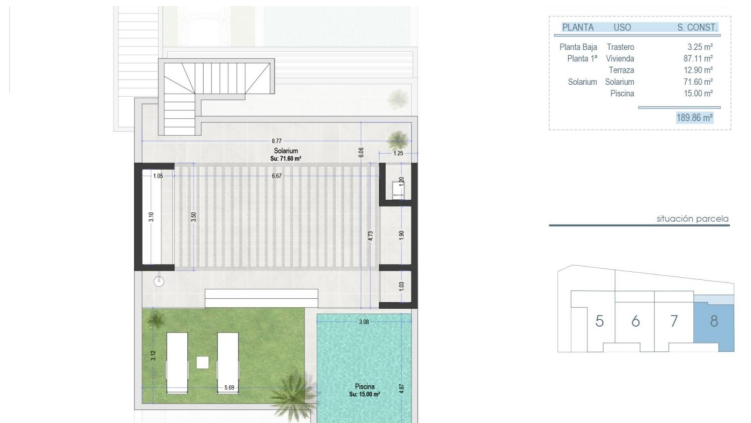 PLANTA USO S. CONST.
Planta Baja Trastero 3.25 m²
Planta 1ª Vivienda 87.11 m²
Terraza 12.90 m²
Solarium Solarium 71.60 m²
Piscina 15.00 m²
189.86 m²
situación parcela
5 6 7 8
8.77
Solarium
Su: 71.60 m²
6.06
1.25
1.05
6.67
1.20
3.10
3.50
4.73
1.90
1.03
3.08
3.12
5.69
Piscina
Su: 15.00 m²
4.87